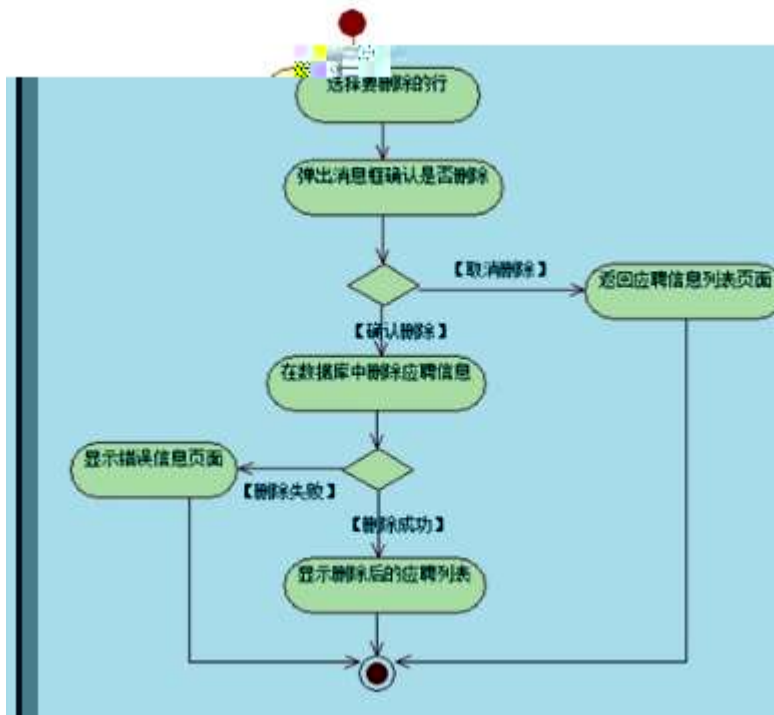 选择要删除的行
弹出消息框确认是否删除
【取消删除】
返回应聘信息列表页面
【确认删除】
在数据库中删除应聘信息
显示错误信息页面
【删除失败】
【删除成功】
显示删除后的应聘列表